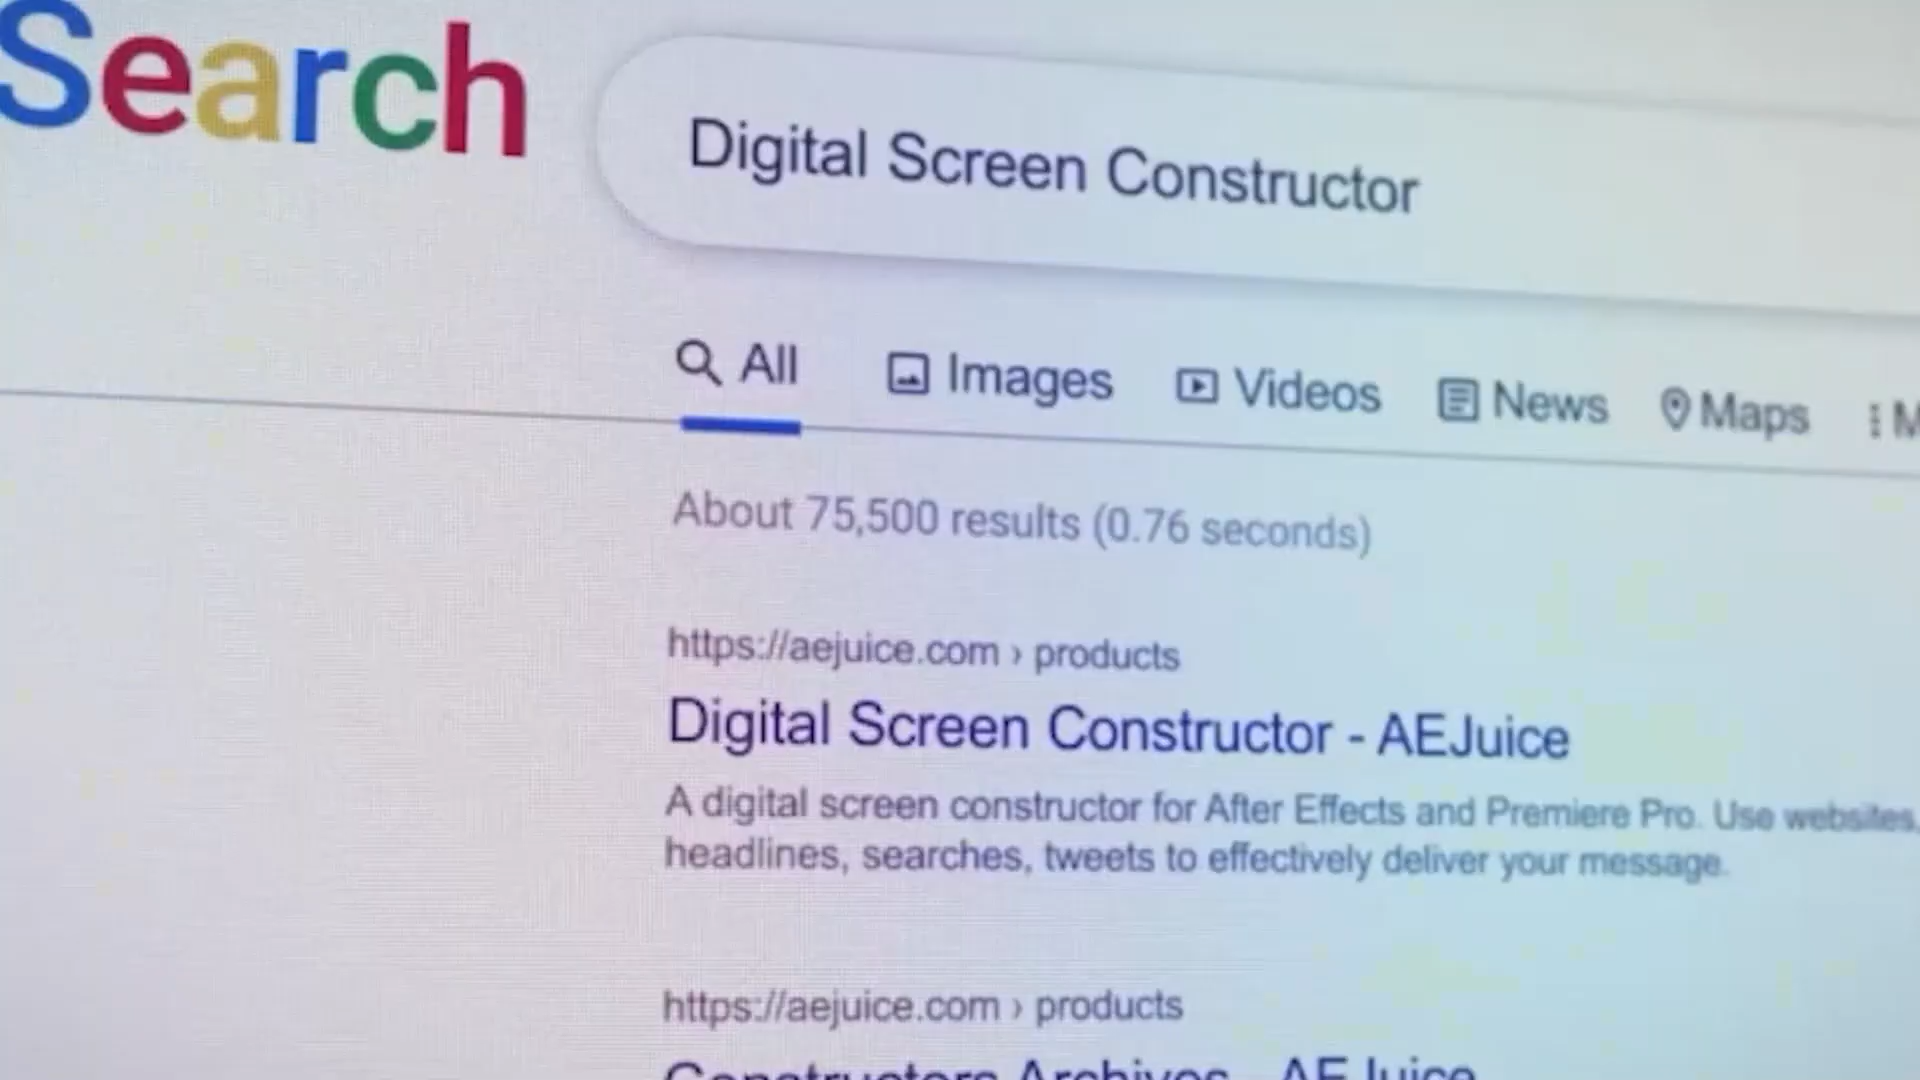 Search
Digital Screen Constructor
All Images Videos News Maps
About 75,500 results (0.76 seconds)
https://aejuice.com › products
Digital Screen Constructor - AEJuice
A digital screen constructor for After Effects and Premiere Pro. Use websites,
headlines, searches, tweets to effectively deliver your message.
https://aejuice.com › products
Constructors Archives - AEJuice